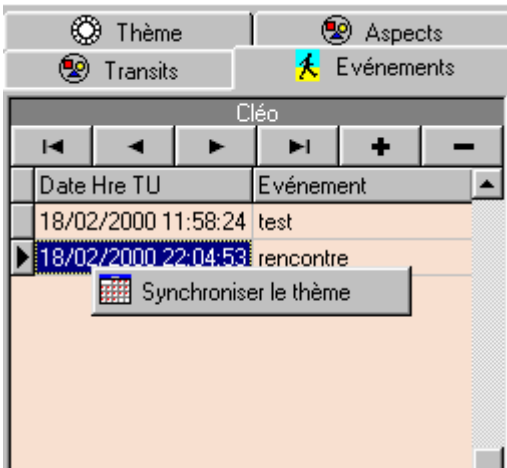 Thème Aspects
Transits Evénements
Cléo
Date Hre TU Evénement
18/02/2000 11:58:24 test
18/02/2000 22:04:53 rencontre
Synchroniser le thème